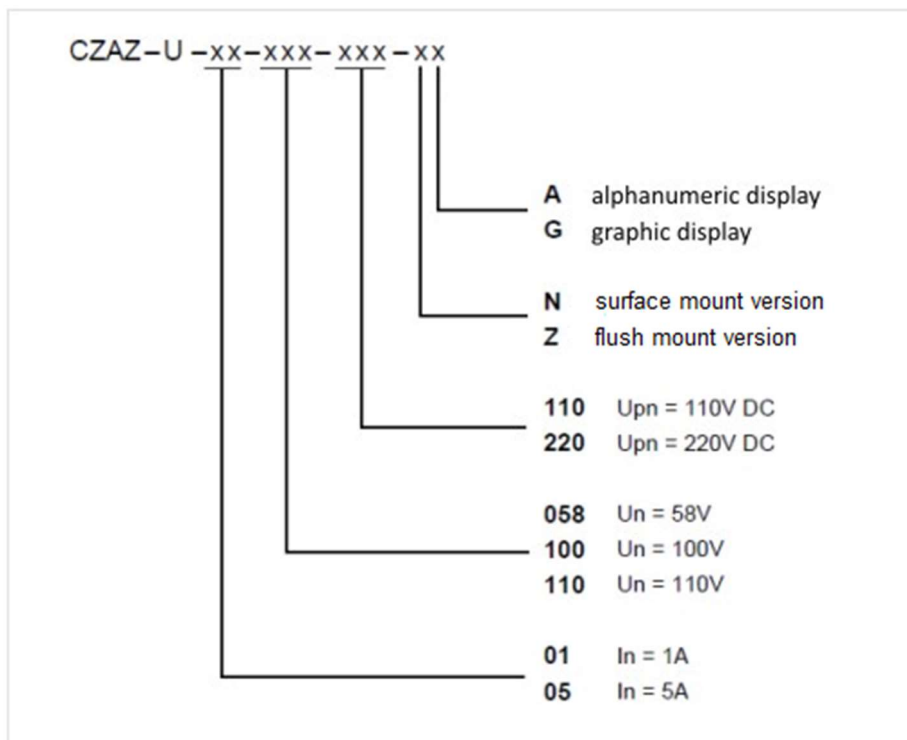 CZAZ-U-xx-xxx-xxx-xx
A alphanumeric display
G graphic display
N surface mount version
Z flush mount version
110 Upn = 110V DC
220 Upn = 220V DC
058 Un = 58V
100 Un = 100V
110 Un = 110V
01 In = 1A
05 In = 5A